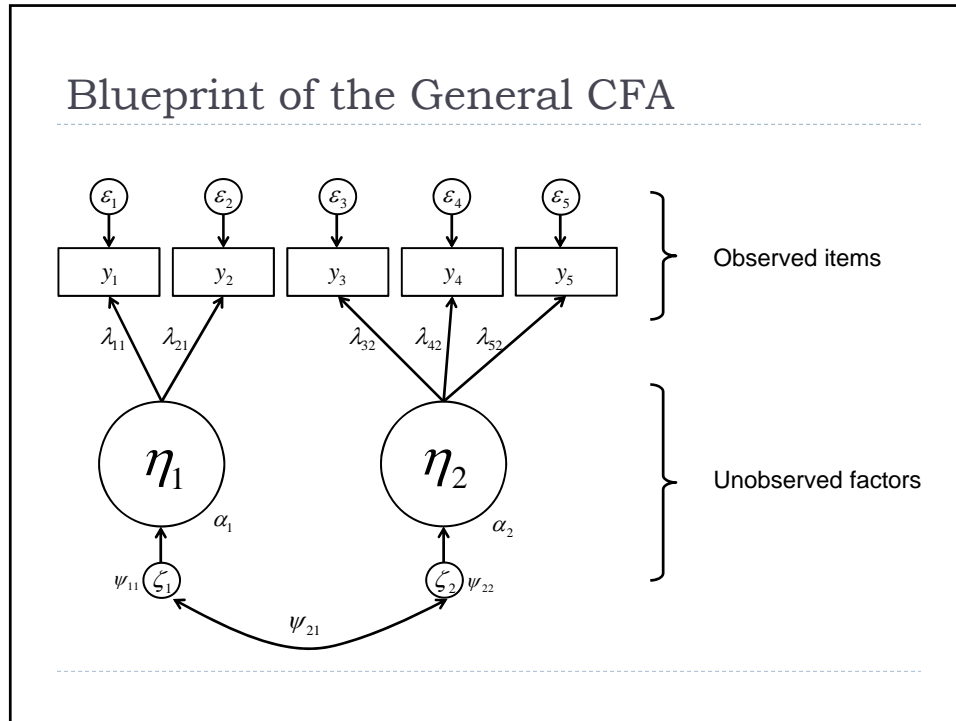 Blueprint of the General CFA
ε₁ ε₂ ε₃ ε₄ ε₅
y₁ y₂ y₃ y₄ y₅
Observed items
λ₁₁ λ₂₁ λ₃₂ λ₄₂ λ₅₂
η₁ η₂
Unobserved factors
α₁ α₂
ψ₁₁ ζ₁ ζ₂ ψ₂₂
ψ₂₁